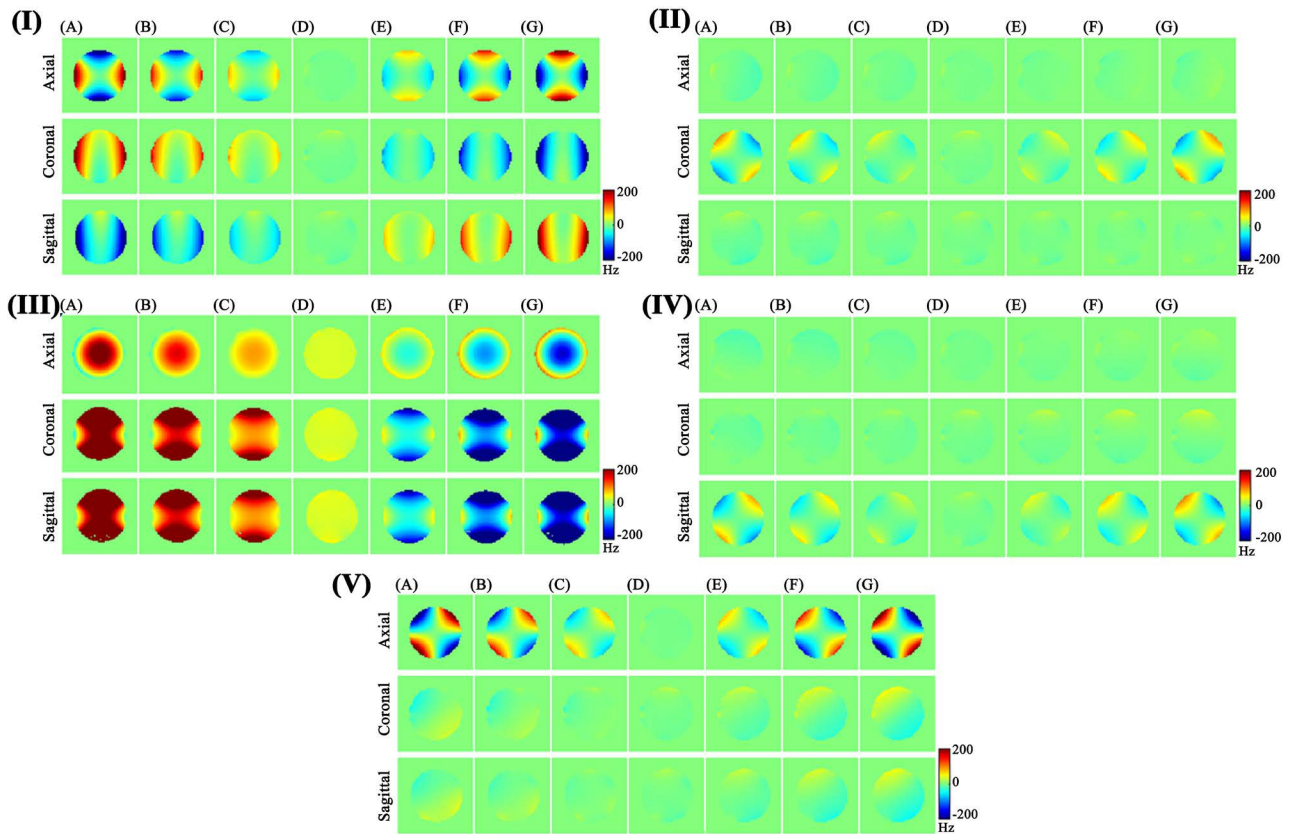 (I)
(A) (B) (C) (D) (E) (F) (G)
Axial
Coronal
Sagittal
200
0
-200
Hz
(II)
(A) (B) (C) (D) (E) (F) (G)
Axial
Coronal
Sagittal
200
0
-200
Hz
(III)
(A) (B) (C) (D) (E) (F) (G)
Axial
Coronal
Sagittal
200
0
-200
Hz
(IV)
(A) (B) (C) (D) (E) (F) (G)
Axial
Coronal
Sagittal
200
0
-200
Hz
(V)
(A) (B) (C) (D) (E) (F) (G)
Axial
Coronal
Sagittal
200
0
-200
Hz